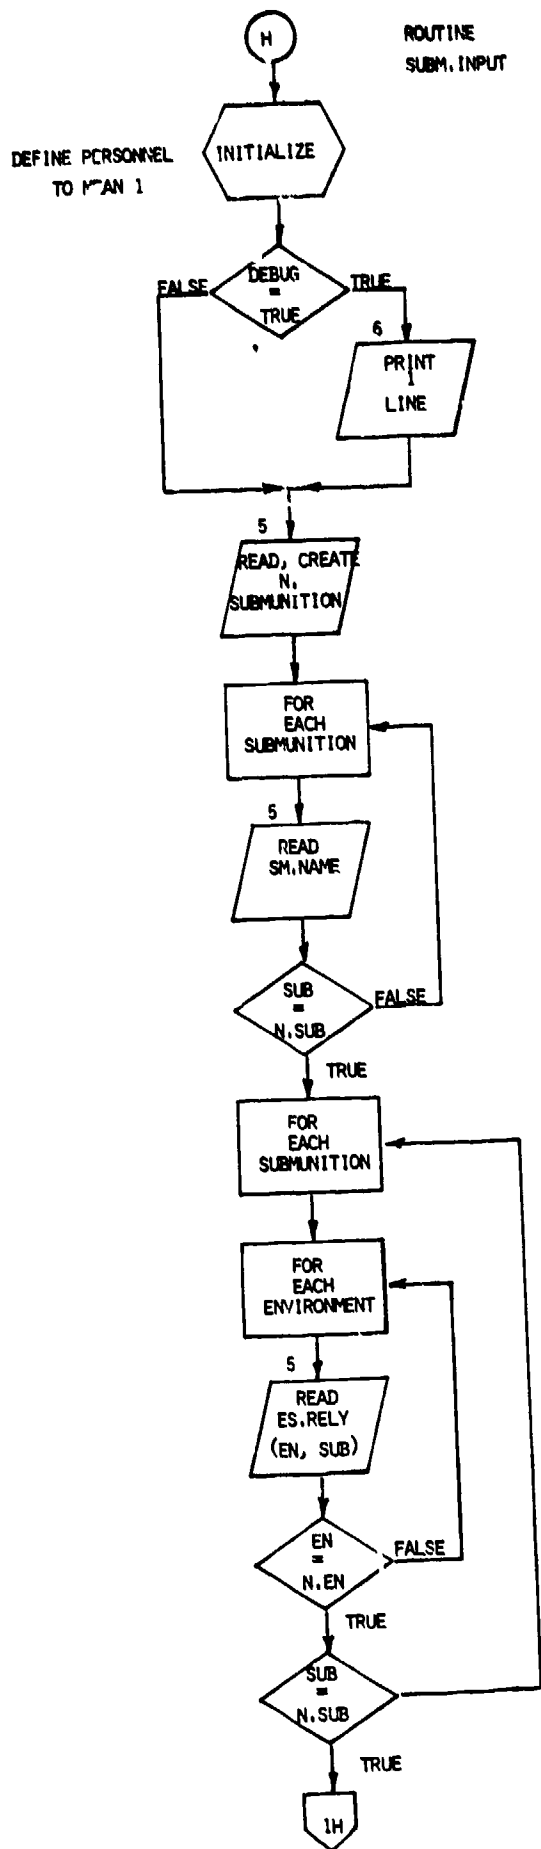 H
ROUTINE
SUBM.INPUT
DEFINE PERSONNEL
TO MEAN 1
INITIALIZE
DEBUG
=
TRUE
FALSE
TRUE
6
PRINT
1
LINE
5
READ, CREATE
N.
SUBMUNITION
FOR
EACH
SUBMUNITION
5
READ
SM.NAME
SUB
=
N.SUB
FALSE
TRUE
FOR
EACH
SUBMUNITION
FOR
EACH
ENVIRONMENT
5
READ
ES.RELY
(EN, SUB)
EN
=
N.EN
FALSE
TRUE
SUB
=
N.SUB
TRUE
1H